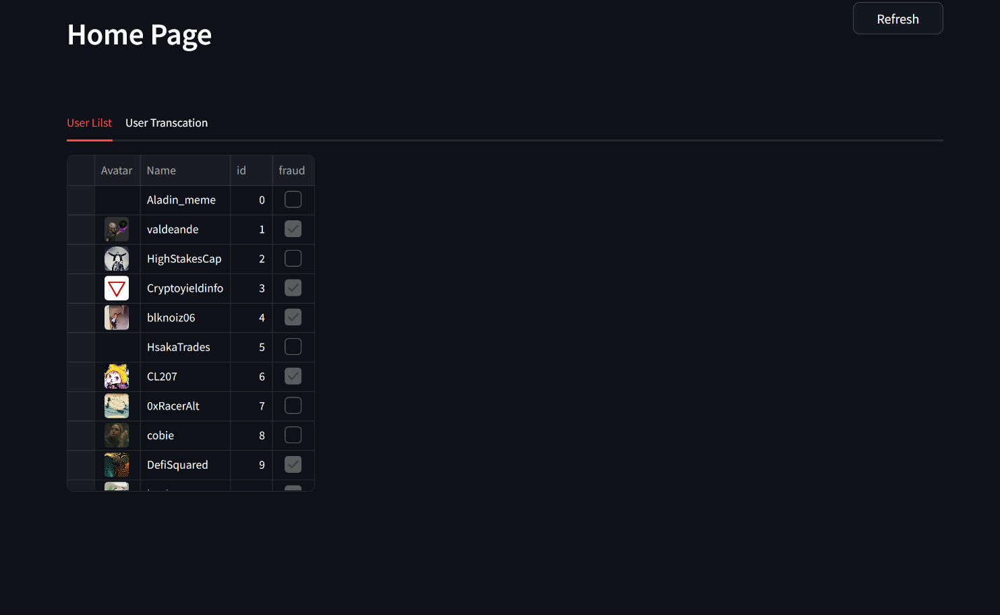 Refresh
Home Page
User Lilst User Transcation
Avatar Name id fraud
Aladin_meme 0
valdeande 1
HighStakesCap 2
Cryptoyieldinfo 3
blknoiz06 4
HsakaTrades 5
CL207 6
0xRacerAlt 7
cobie 8
DefiSquared 9